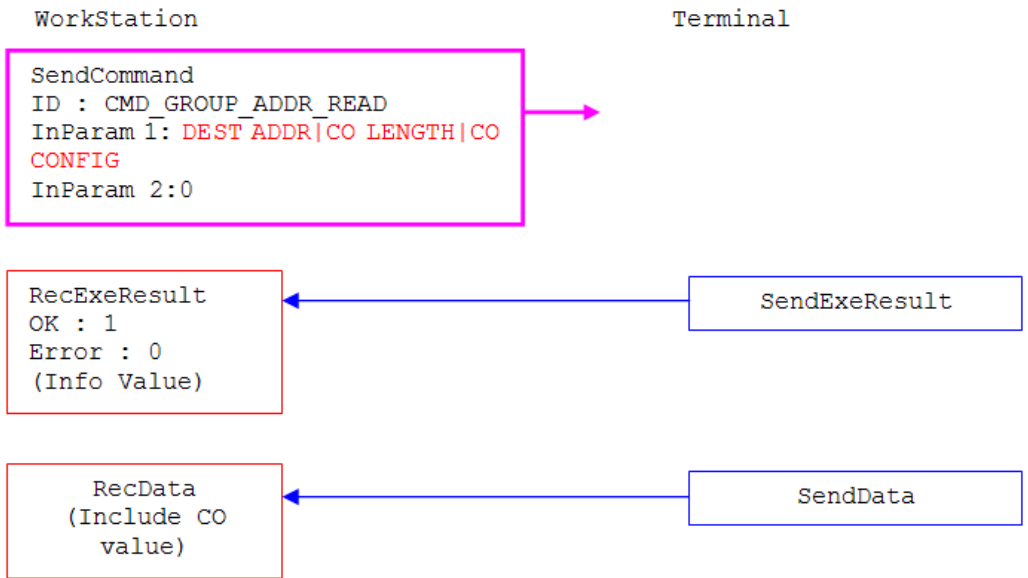 WorkStation
Terminal
SendCommand
ID : CMD_GROUP_ADDR_READ
InParam 1: DEST ADDR|CO LENGTH|CO
CONFIG
InParam 2:0
RecExeResult
OK : 1
Error : 0
(Info Value)
SendExeResult
RecData
(Include CO
value)
SendData